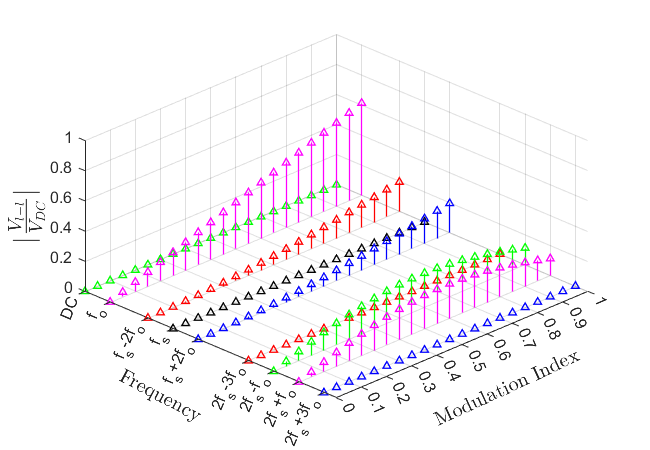 1
0.8
0.6
0.4
0.2
0
|V_{l-l}/V_{DC}|
DC
f_o
f_s-2f_o
f_s
f_s+2f_o
2f_s-3f_o
2f_s-f_o
2f_s+f_o
2f_s+3f_o
Frequency
0
0.1
0.2
0.3
0.4
0.5
0.6
0.7
0.8
0.9
1
Modulation Index